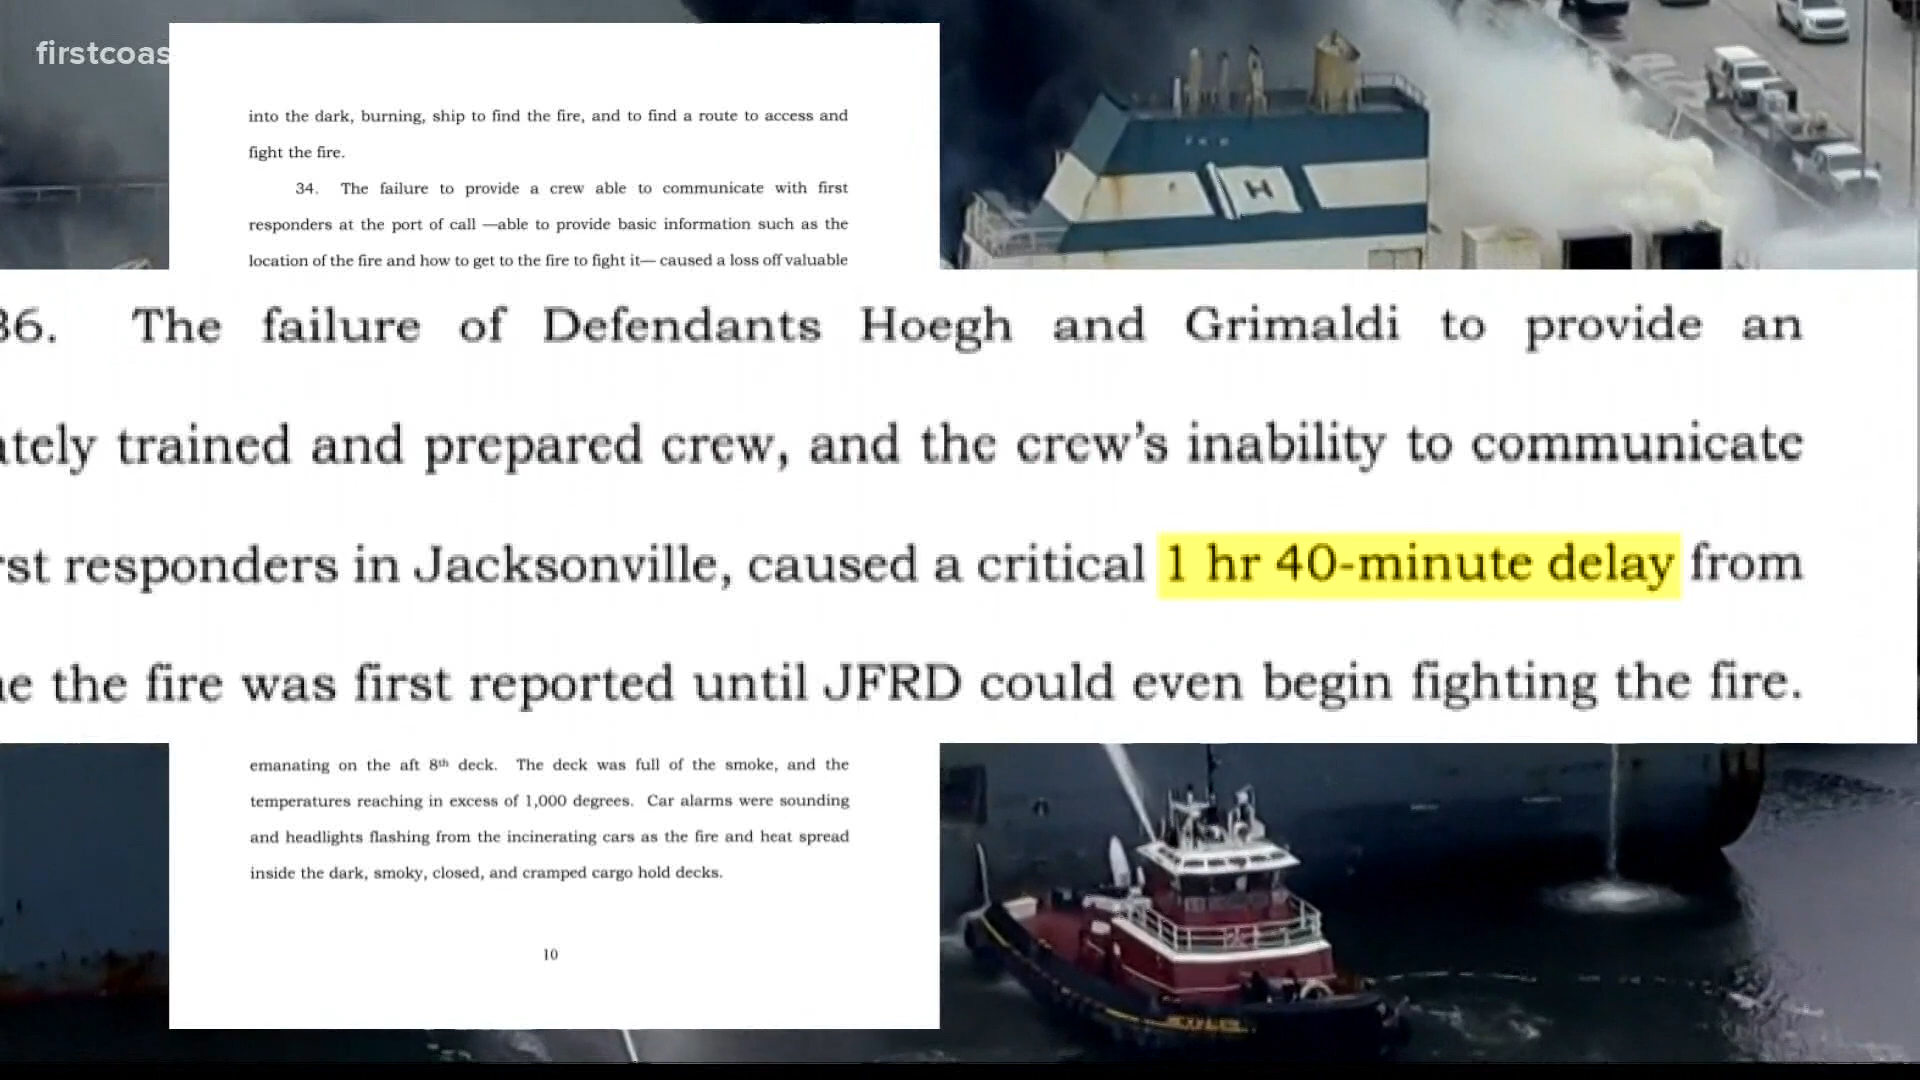 firstcoas
into the dark, burning, ship to find the fire, and to find a route to access and
fight the fire.
34. The failure to provide a crew able to communicate with first
responders at the port of call —able to provide basic information such as the
location of the fire and how to get to the fire to fight it— caused a loss off valuable
H
36. The failure of Defendants Hoegh and Grimaldi to provide an
ately trained and prepared crew, and the crew's inability to communicate
rst responders in Jacksonville, caused a critical 1 hr 40-minute delay from
e the fire was first reported until JFRD could even begin fighting the fire.
emanating on the aft 8th deck. The deck was full of the smoke, and the
temperatures reaching in excess of 1,000 degrees. Car alarms were sounding
and headlights flashing from the incinerating cars as the fire and heat spread
inside the dark, smoky, closed, and cramped cargo hold decks.
10